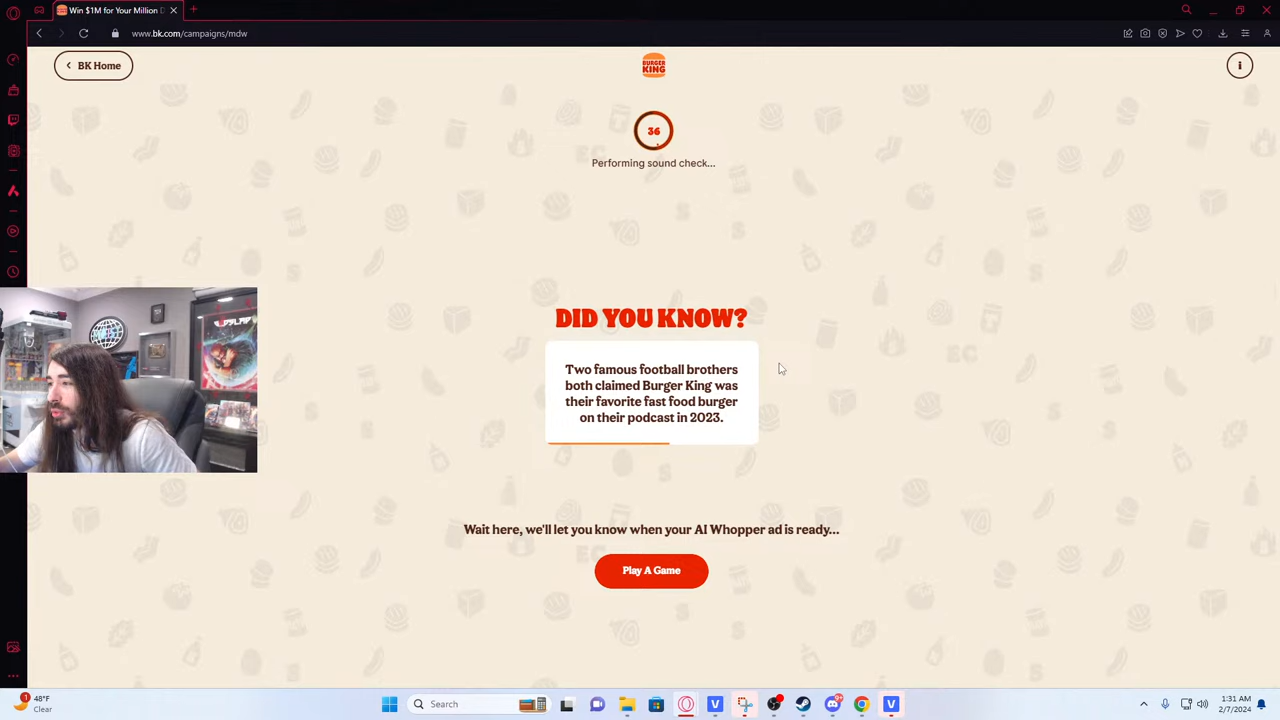 Win $1M for Your Million D
www.bk.com/campaigns/mdw
BK Home
BURGER
KING
i
36
Performing sound check...
DID YOU KNOW?
Two famous football brothers
both claimed Burger King was
their favorite fast food burger
on their podcast in 2023.
Wait here, we'll let you know when your AI Whopper ad is ready...
Play A Game
1
48°F
Clear
Search
1:31 AM
2/7/2024